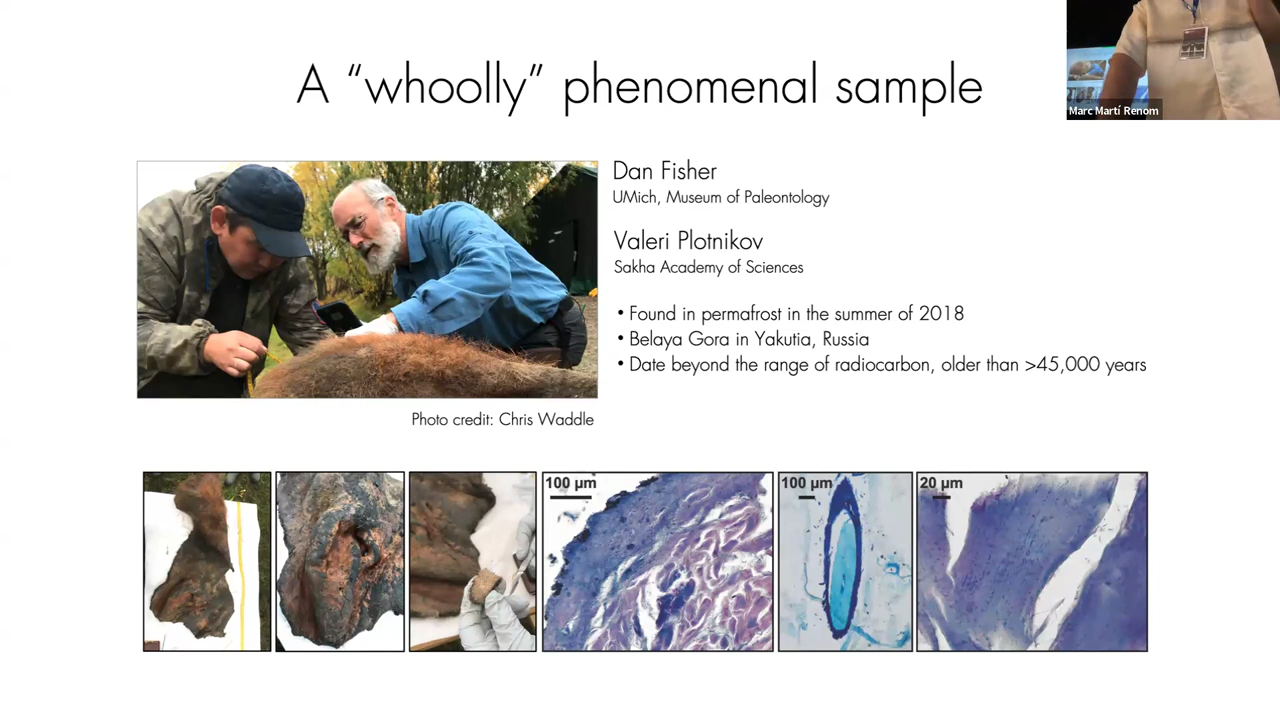 A “whoolly” phenomenal sample
Marc Martí Renom
Dan Fisher
UMich, Museum of Paleontology
Valeri Plotnikov
Sakha Academy of Sciences
• Found in permafrost in the summer of 2018
• Belaya Gora in Yakutia, Russia
• Date beyond the range of radiocarbon, older than >45,000 years
Photo credit: Chris Waddle
100 µm
100 µm
20 µm